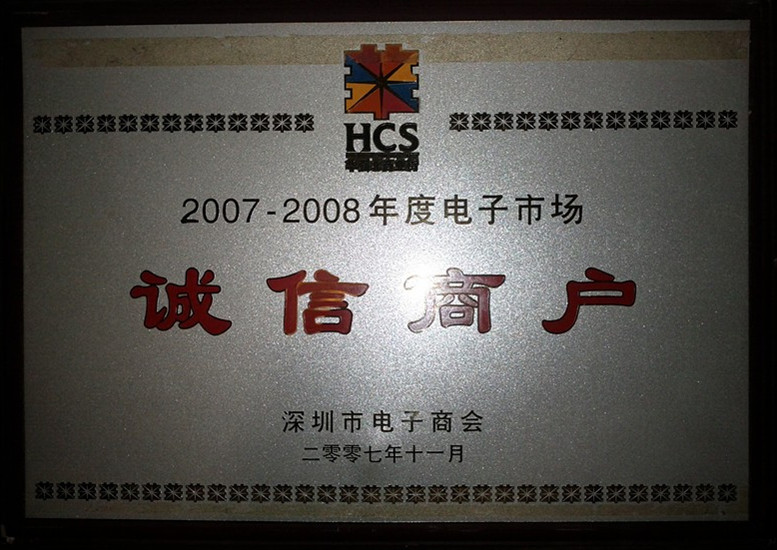 HCS
2007-2008年度电子市场
诚信商户
深圳市电子商会
二零零七年十一月